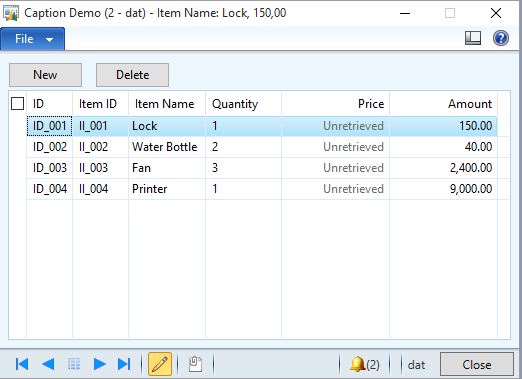 Caption Demo (2 - dat) - Item Name: Lock, 150,00
File
New Delete
ID Item ID Item Name Quantity Price Amount
ID_001 II_001 Lock 1 Unretrieved 150.00
ID_002 II_002 Water Bottle 2 Unretrieved 40.00
ID_003 II_003 Fan 3 Unretrieved 2,400.00
ID_004 II_004 Printer 1 Unretrieved 9,000.00
(2) dat Close